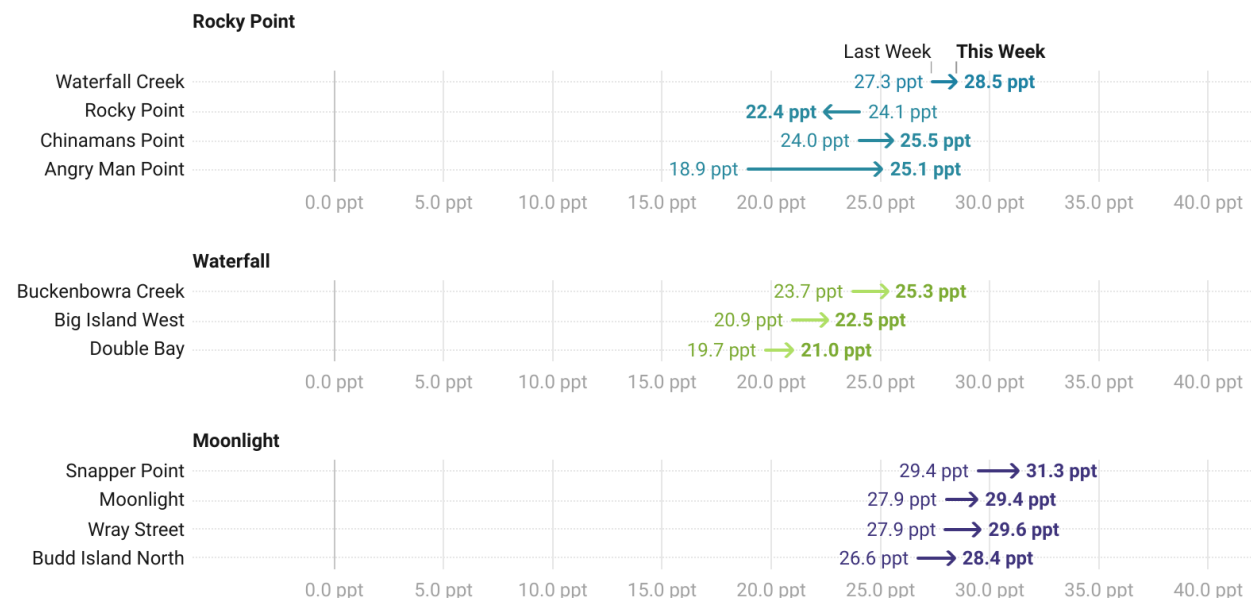 Rocky Point
Last Week This Week
Waterfall Creek 27.3 ppt 28.5 ppt
Rocky Point 22.4 ppt 24.1 ppt
Chinamans Point 24.0 ppt 25.5 ppt
Angry Man Point 18.9 ppt 25.1 ppt
0.0 ppt 5.0 ppt 10.0 ppt 15.0 ppt 20.0 ppt 25.0 ppt 30.0 ppt 35.0 ppt 40.0 ppt
Waterfall
Buckenbowra Creek 23.7 ppt 25.3 ppt
Big Island West 20.9 ppt 22.5 ppt
Double Bay 19.7 ppt 21.0 ppt
0.0 ppt 5.0 ppt 10.0 ppt 15.0 ppt 20.0 ppt 25.0 ppt 30.0 ppt 35.0 ppt 40.0 ppt
Moonlight
Snapper Point 29.4 ppt 31.3 ppt
Moonlight 27.9 ppt 29.4 ppt
Wray Street 27.9 ppt 29.6 ppt
Budd Island North 26.6 ppt 28.4 ppt
0.0 ppt 5.0 ppt 10.0 ppt 15.0 ppt 20.0 ppt 25.0 ppt 30.0 ppt 35.0 ppt 40.0 ppt